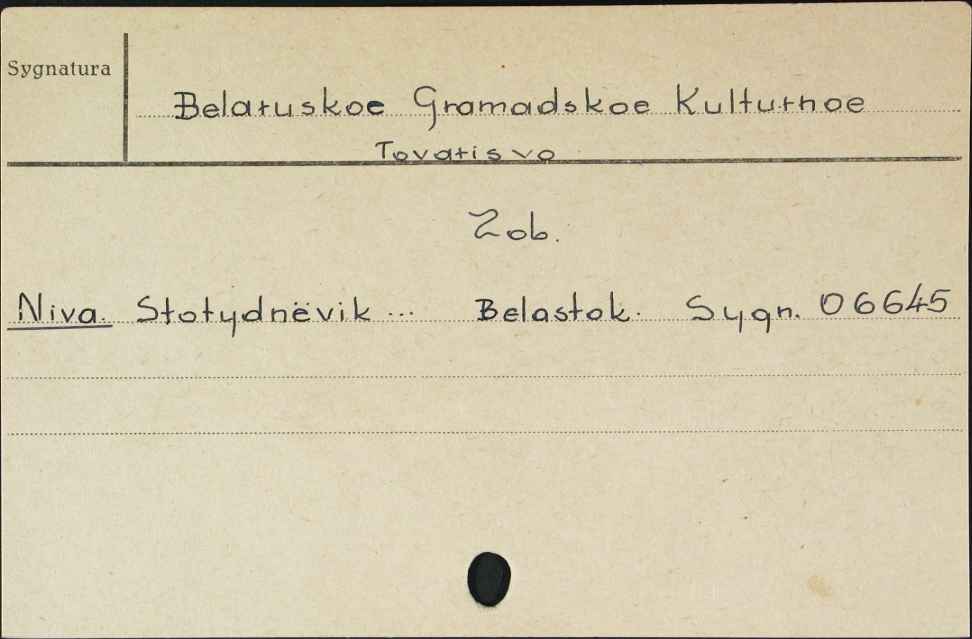 Sygnatura
Belaruskoe Gramadskoe Kulturnoe
Tovarisvo
Zob.
Niva. Stotydnëvik ... Belastok. Sygn. 06645